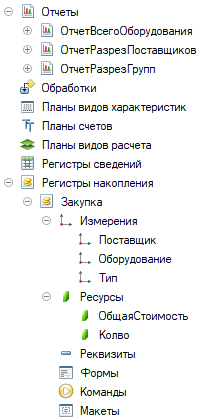 Отчеты
ОтчетВсегоОборудования
ОтчетРазрезПоставщиков
ОтчетРазрезГрупп
Обработки
Планы видов характеристик
Планы счетов
Планы видов расчета
Регистры сведений
Регистры накопления
Закупка
Измерения
Поставщик
Оборудование
Тип
Ресурсы
ОбщаяСтоимость
Колво
Реквизиты
Формы
Команды
Макеты